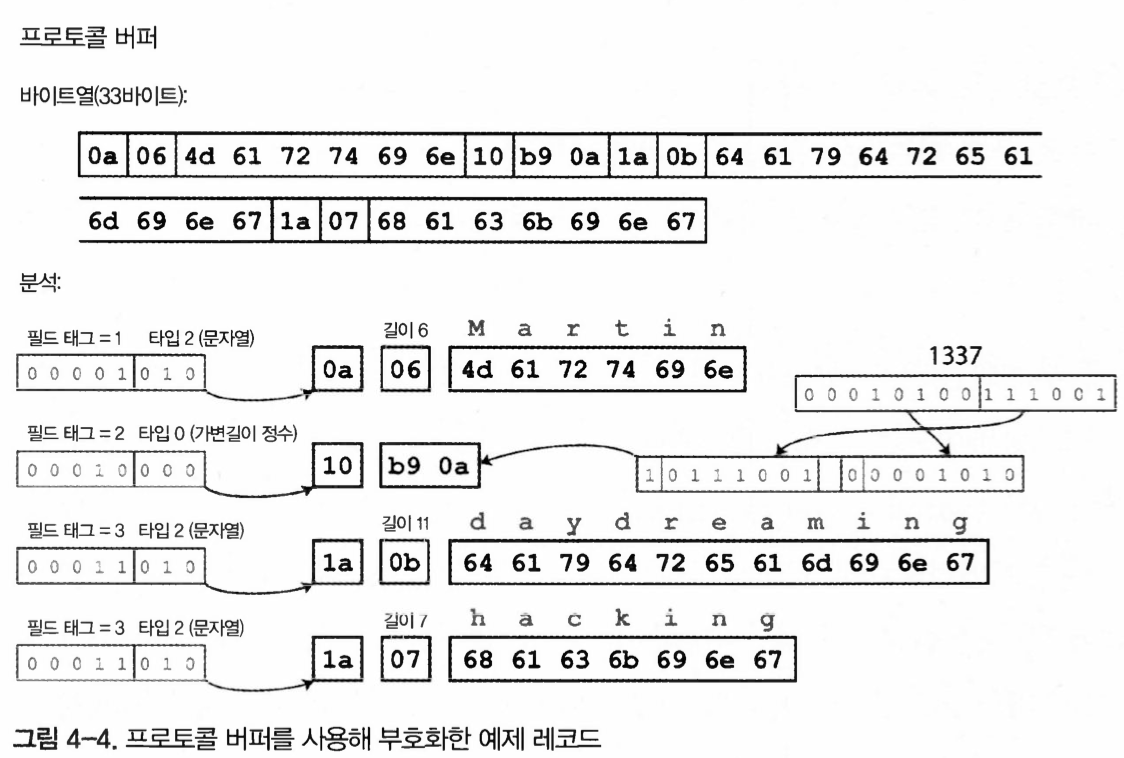 프로토콜 버퍼
바이트열(33바이트):
0a 06 4d 61 72 74 69 6e 10 b9 0a 1a 0b 64 61 79 64 72 65 61
6d 69 6e 67 1a 07 68 61 63 6b 69 6e 67
분석:
필드 태그 = 1 타입 2 (문자열) 길이 6 M a r t i n
0 0 0 0 1 0 1 0 0a 06 4d 61 72 74 69 6e
1337
0 0 0 1 0 1 0 0 1 1 1 0 0 1
필드 태그 = 2 타입 0 (가변길이 정수)
0 0 0 1 0 0 0 0 10 b9 0a 1 0 1 1 1 0 0 1 0 0 0 0 1 0 1 0
필드 태그 = 3 타입 2 (문자열) 길이 11 d a y d r e a m i n g
0 0 0 1 1 0 1 0 1a 0b 64 61 79 64 72 65 61 6d 69 6e 67
필드 태그 = 3 타입 2 (문자열) 길이 7 h a c k i n g
0 0 0 1 1 0 1 0 1a 07 68 61 63 6b 69 6e 67
그림 4-4. 프로토콜 버퍼를 사용해 부호화한 예제 레코드